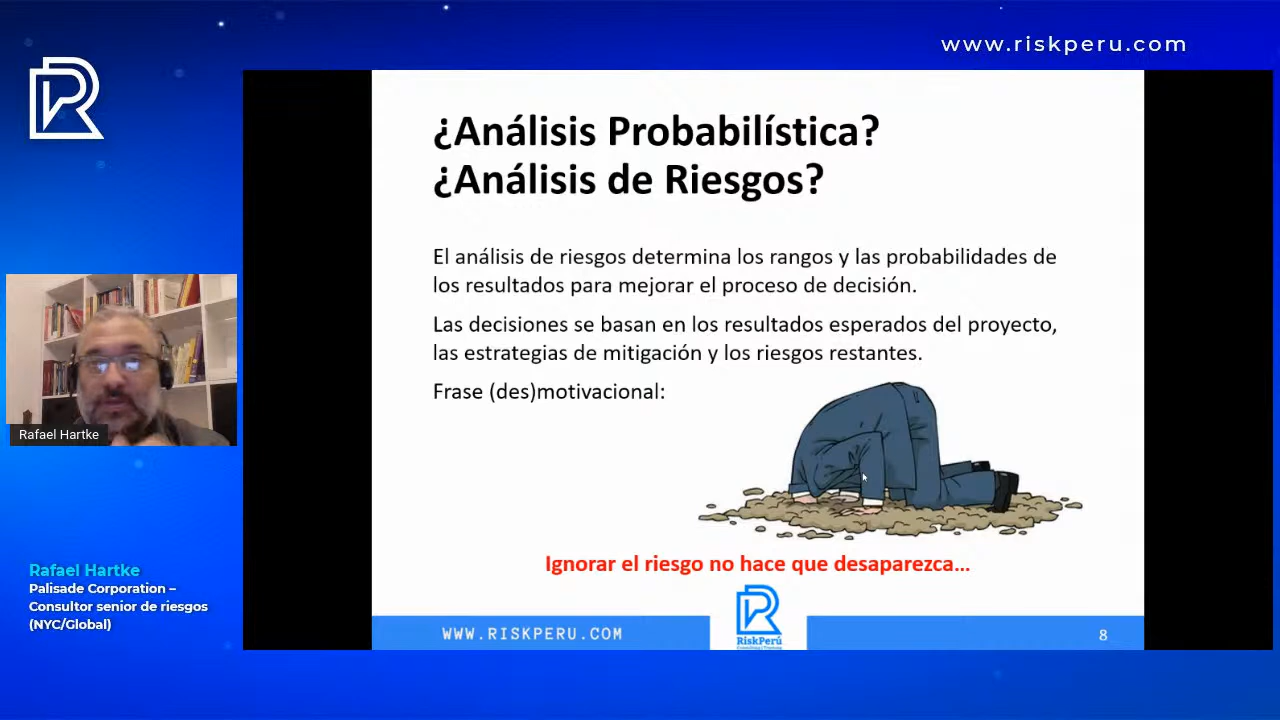 www.riskperu.com
¿Análisis Probabilística?
¿Análisis de Riesgos?
El análisis de riesgos determina los rangos y las probabilidades de
los resultados para mejorar el proceso de decisión.
Las decisiones se basan en los resultados esperados del proyecto,
las estrategias de mitigación y los riesgos restantes.
Frase (des)motivacional:
Ignorar el riesgo no hace que desaparezca...
WWW.RISKPERU.COM
RiskPerú
8
Rafael Hartke
Rafael Hartke
Palisade Corporation –
Consultor senior de riesgos
(NYC/Global)